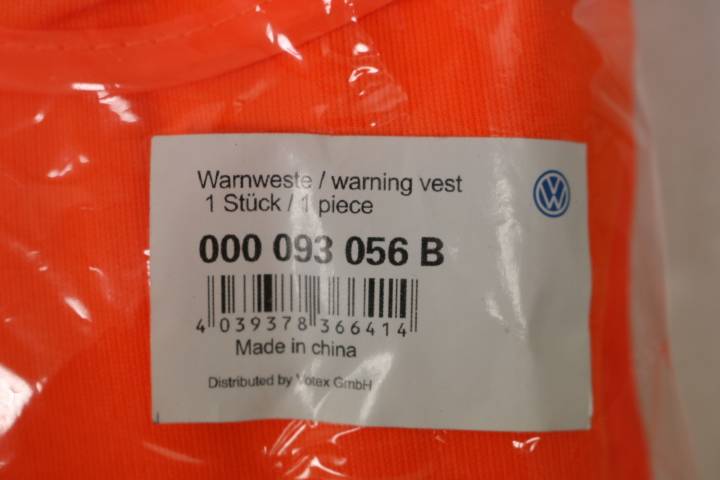 Warnweste / warning vest
1 Stück / 1 piece
000 093 056 B
4 039378 366414
Made in china
Distributed by Votex GmbH